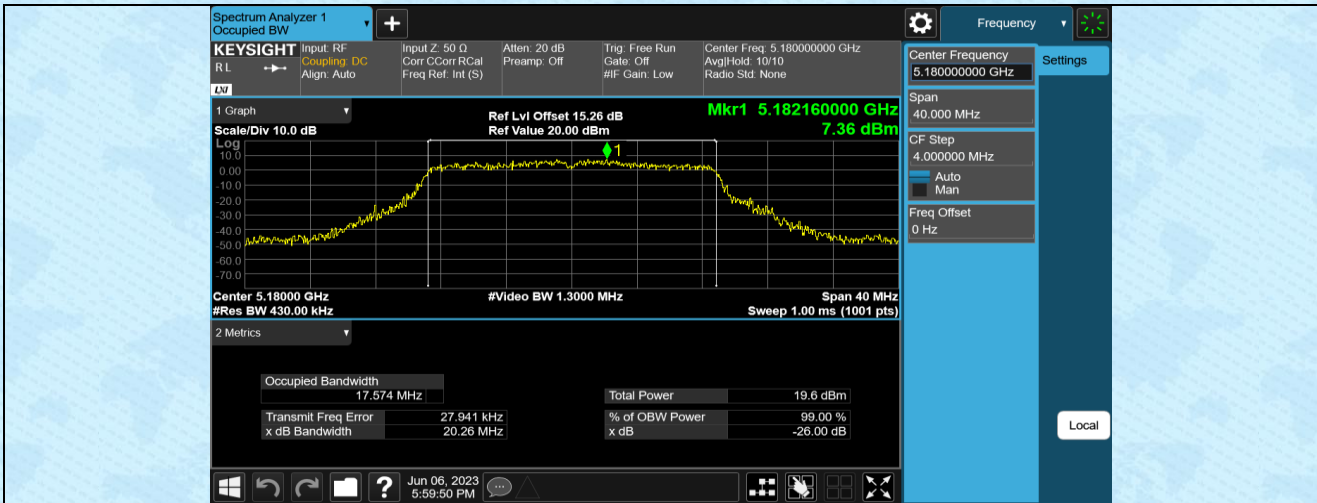 Spectrum Analyzer 1
Occupied BW
Frequency
KEYSIGHT
R L
LXI
Input: RF
Coupling: DC
Align: Auto
Input Z: 50 Ω
Corr CCorr RCal
Freq Ref: Int (S)
Atten: 20 dB
Preamp: Off
Trig: Free Run
Gate: Off
#IF Gain: Low
Center Freq: 5.180000000 GHz
Avg|Hold: 10/10
Radio Std: None
Center Frequency
5.180000000 GHz
Settings
Span
40.000 MHz
CF Step
4.000000 MHz
Auto
Man
Freq Offset
0 Hz
Local
1 Graph
Scale/Div 10.0 dB
Ref Lvl Offset 15.26 dB
Ref Value 20.00 dBm
Mkr1 5.182160000 GHz
7.36 dBm
Log
10.0
0.00
-10.0
-20.0
-30.0
-40.0
-50.0
-60.0
-70.0
1
Center 5.18000 GHz
#Res BW 430.00 kHz
#Video BW 1.3000 MHz
Span 40 MHz
Sweep 1.00 ms (1001 pts)
2 Metrics
Occupied Bandwidth
17.574 MHz
Transmit Freq Error 27.941 kHz
x dB Bandwidth 20.26 MHz
Total Power 19.6 dBm
% of OBW Power 99.00 %
x dB -26.00 dB
?
Jun 06, 2023
5:59:50 PM